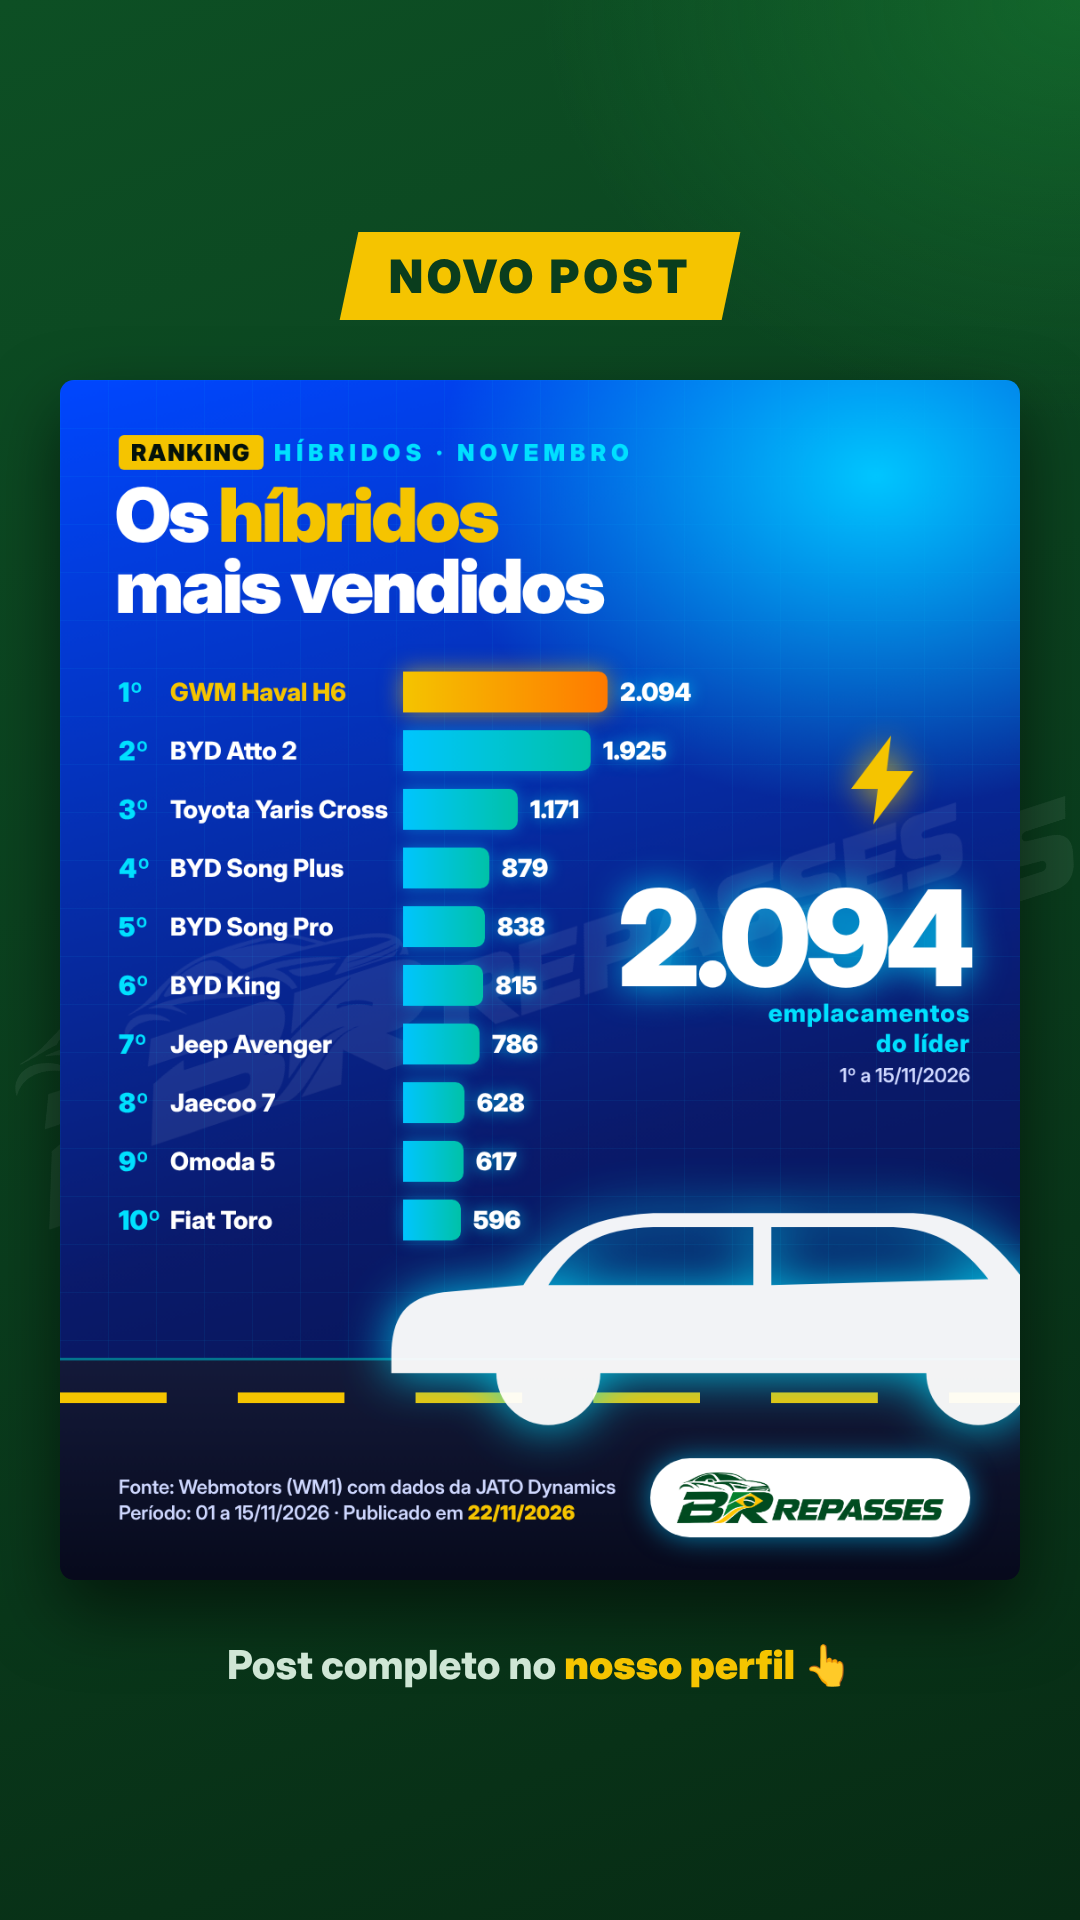 NOVO POST
RANKING HÍBRIDOS · NOVEMBRO
Os híbridos
mais vendidos
1º GWM Haval H6 2.094
2º BYD Atto 2 1.925
3º Toyota Yaris Cross 1.171
4º BYD Song Plus 879
5º BYD Song Pro 838
6º BYD King 815
7º Jeep Avenger 786
8º Jaecoo 7 628
9º Omoda 5 617
10º Fiat Toro 596
2.094
emplacamentos
do líder
1º a 15/11/2026
BR REPASSES
Fonte: Webmotors (WM1) com dados da JATO Dynamics
Período: 01 a 15/11/2026 · Publicado em 22/11/2026
BR REPASSES
Post completo no nosso perfil 👆